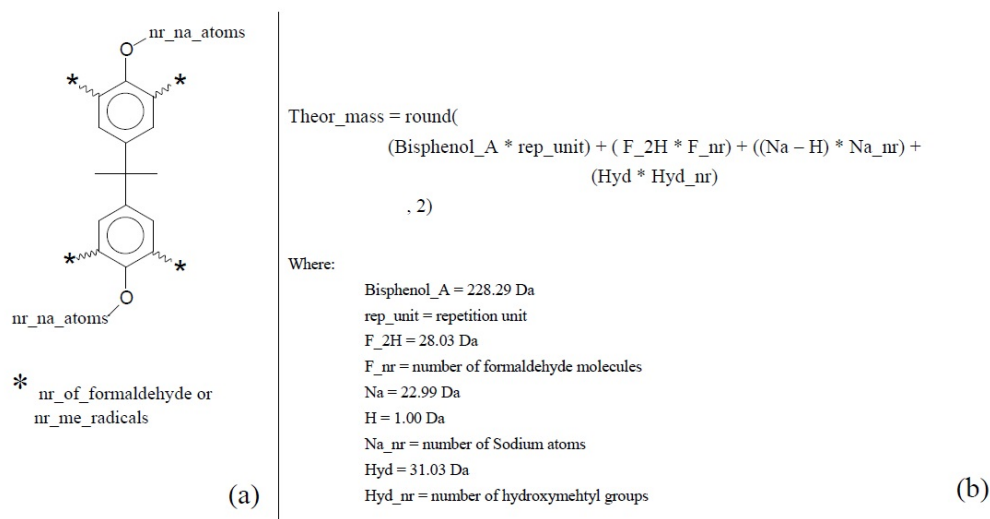 nr_na_atoms
O
*
*
*
*
O
nr_na_atoms
* nr_of_formaldehyde or
nr_me_radicals
(a)
Theor_mass = round(
(Bisphenol_A * rep_unit) + ( F_2H * F_nr) + ((Na – H) * Na_nr) +
(Hyd * Hyd_nr)
, 2)
Where:
Bisphenol_A = 228.29 Da
rep_unit = repetition unit
F_2H = 28.03 Da
F_nr = number of formaldehyde molecules
Na = 22.99 Da
H = 1.00 Da
Na_nr = number of Sodium atoms
Hyd = 31.03 Da
Hyd_nr = number of hydroxymehtyl groups
(b)